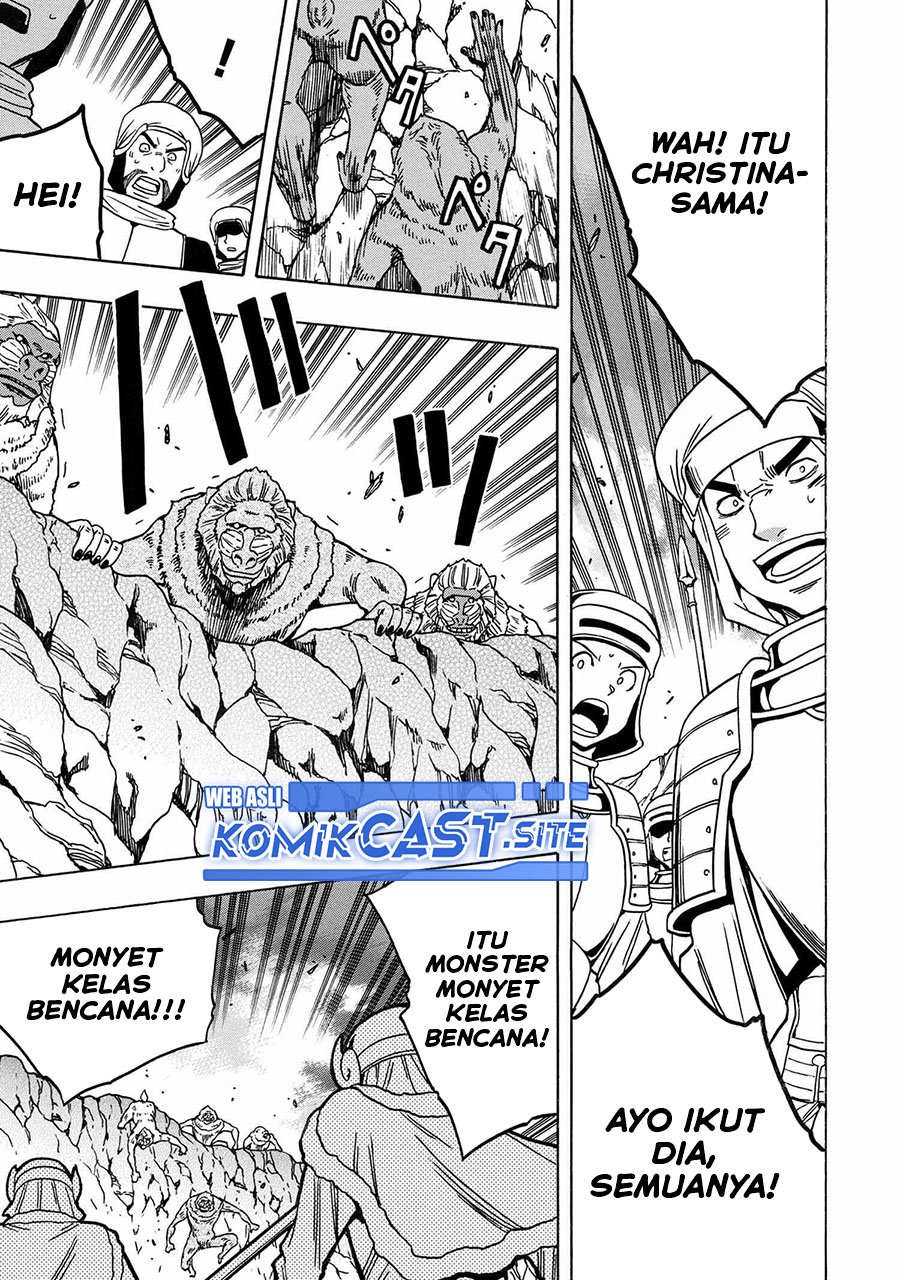 WAH! ITU
CHRISTINA-
SAMA!
AYO IKUT
DIA,
SEMUANYA!
ペタ
ペタ
!
HEI!
WEB ASLI
KOMIKCAST.SITE
ITU
MONSTER
MONYET
KELAS
BENCANA!
MONYET
KELAS
BENCANA!!!